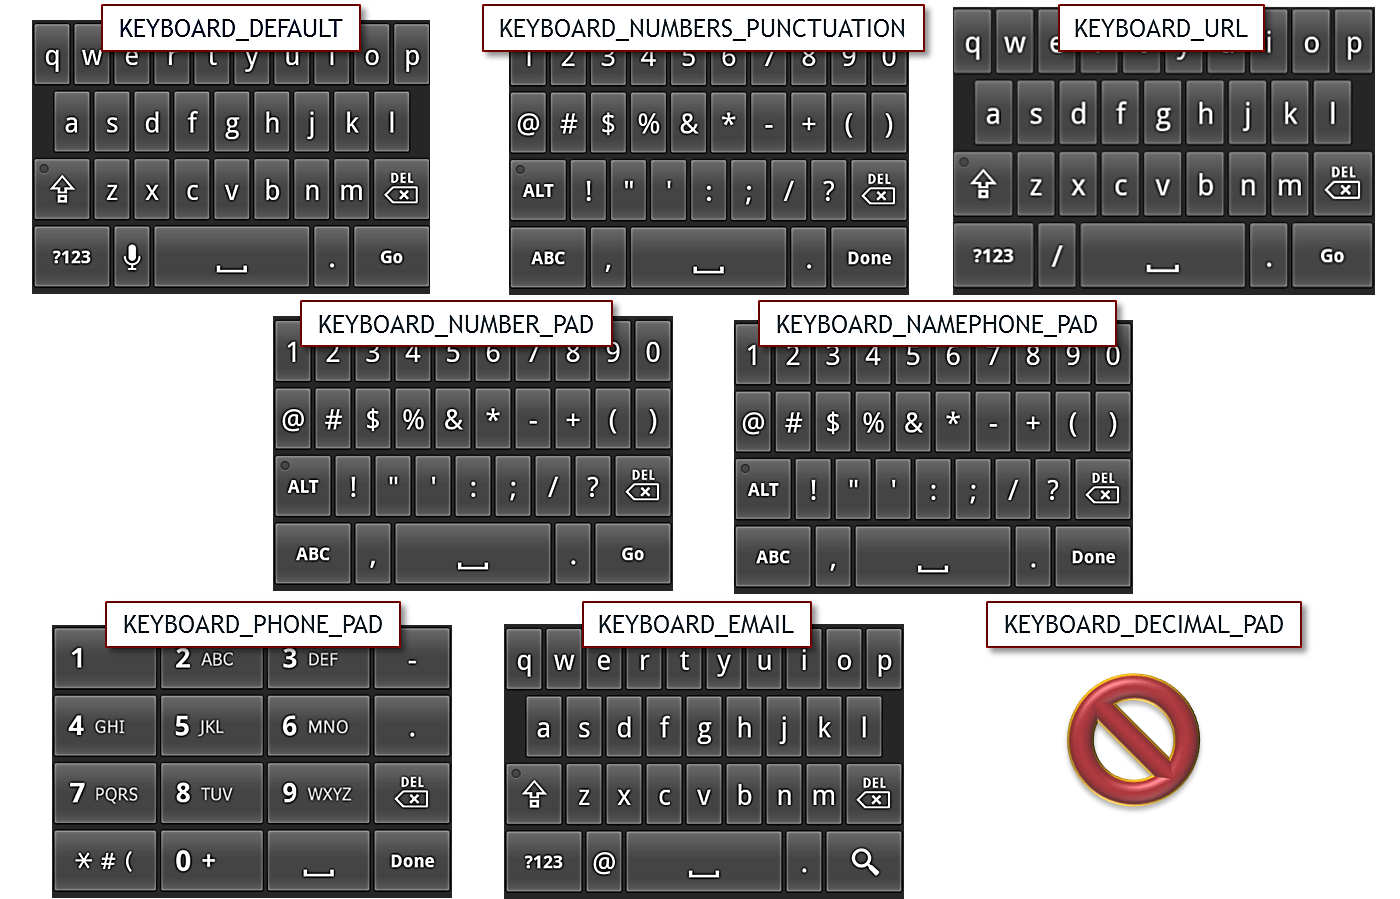 KEYBOARD_DEFAULT
q w e r t y u i o p
a s d f g h j k l
z x c v b n m DEL
?123 . Go
KEYBOARD_NUMBERS_PUNCTUATION
1 2 3 4 5 6 7 8 9 0
@ # $ % & * - + ( )
ALT ! " ' : ; / ? DEL
ABC , . Done
KEYBOARD_URL
q w e y i o p
a s d f g h j k l
z x c v b n m DEL
?123 / . Go
KEYBOARD_NUMBER_PAD
1 2 3 4 5 6 7 8 9 0
@ # $ % & * - + ( )
ALT ! " ' : ; / ? DEL
ABC , . Go
KEYBOARD_NAMEPHONE_PAD
1 2 3 4 5 6 7 8 9 0
@ # $ % & * - + ( )
ALT ! " ' : ; / ? DEL
ABC , . Done
KEYBOARD_PHONE_PAD
1 2 ABC 3 DEF -
4 GHI 5 JKL 6 MNO .
7 PQRS 8 TUV 9 WXYZ DEL
* # ( 0 + Done
KEYBOARD_EMAIL
q w e r t y u i o p
a s d f g h j k l
z x c v b n m DEL
?123 @ .
KEYBOARD_DECIMAL_PAD